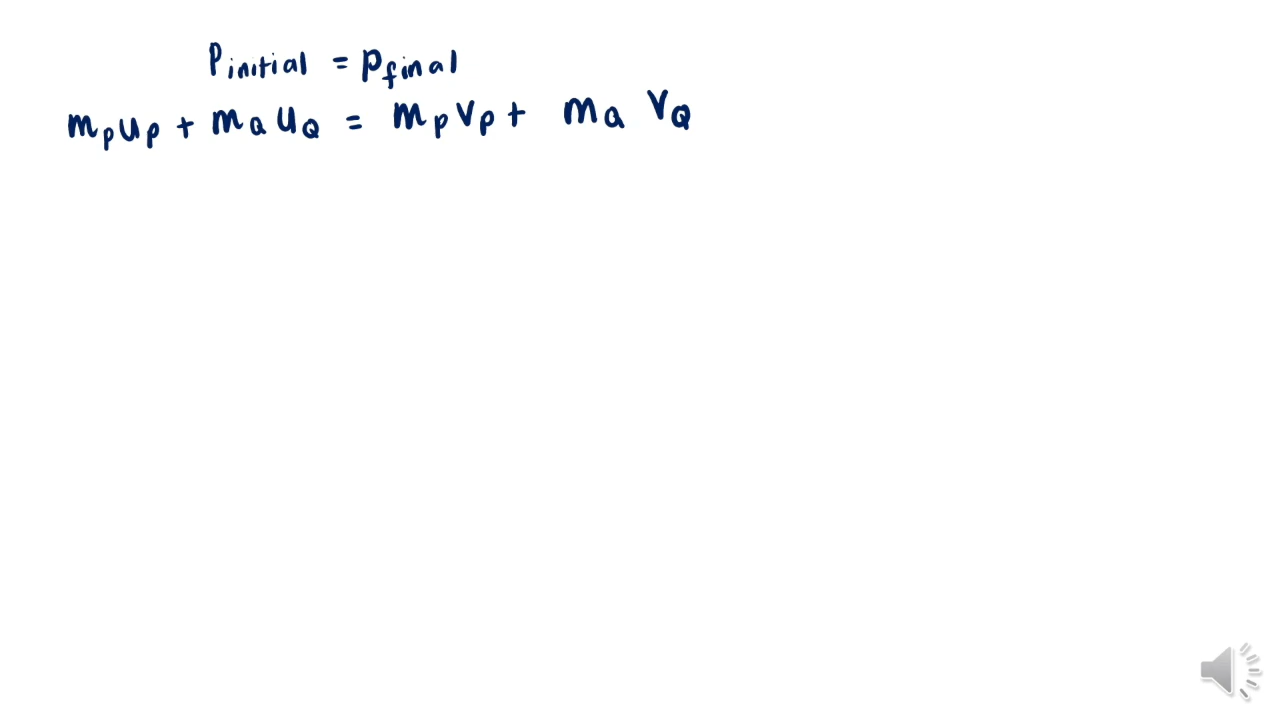 Pinitial = Pfinal
mpup + mQuQ = mpvp + mQ vQ